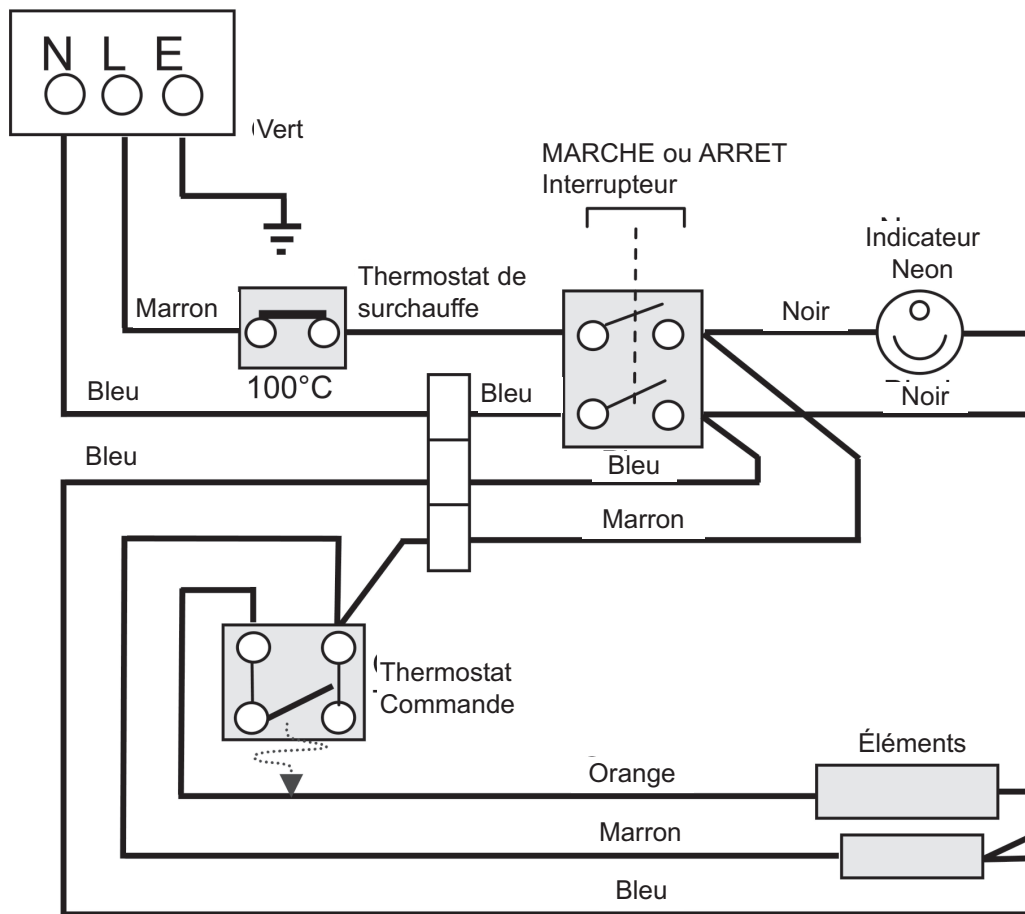 N L E
Vert
MARCHE ou ARRET
Interrupteur
Indicateur
Neon
Thermostat de
surchauffe
Marron
Noir
100°C
Bleu
Bleu
Noir
Bleu
Bleu
Marron
Thermostat
Commande
Éléments
Orange
Marron
Bleu